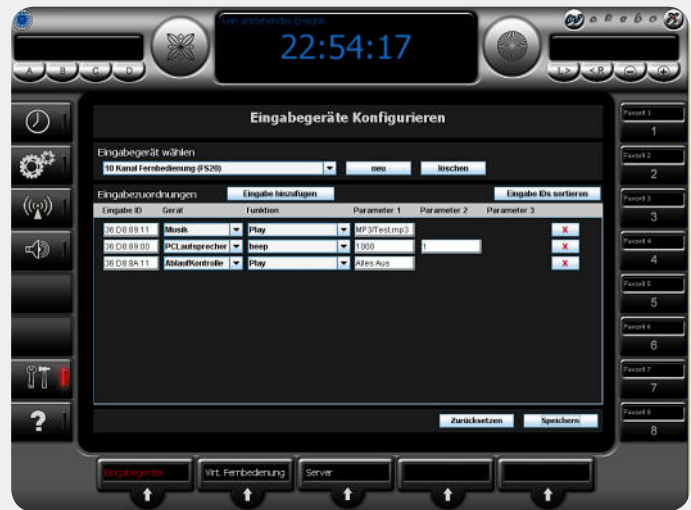 Kein anstehendes Ereignis
22:54:17
A B C D
L> <R - +
Eingabegeräte Konfigurieren
Eingabegerät wählen
10 Kanal Fernbedienung (FS20) neu löschen
Eingabezuordnungen Eingabe hinzufügen Eingabe IDs sortieren
Eingabe ID Gerät Funktion Parameter 1 Parameter 2 Parameter 3
36:D8:89:11 Musik Play MP3/Test.mp3 X
36:D8:89:00 PCLautsprecher beep 1000 1 X
36:D8:8A:11 AblaufKontrolle Play Alles Aus X
Zurücksetzen Speichern
Favorit 1
1
Favorit 2
2
Favorit 3
3
Favorit 4
4
Favorit 5
5
Favorit 6
6
Favorit 7
7
Favorit 8
8
?
Eingabegeräte Virt. Fernbedienung Server